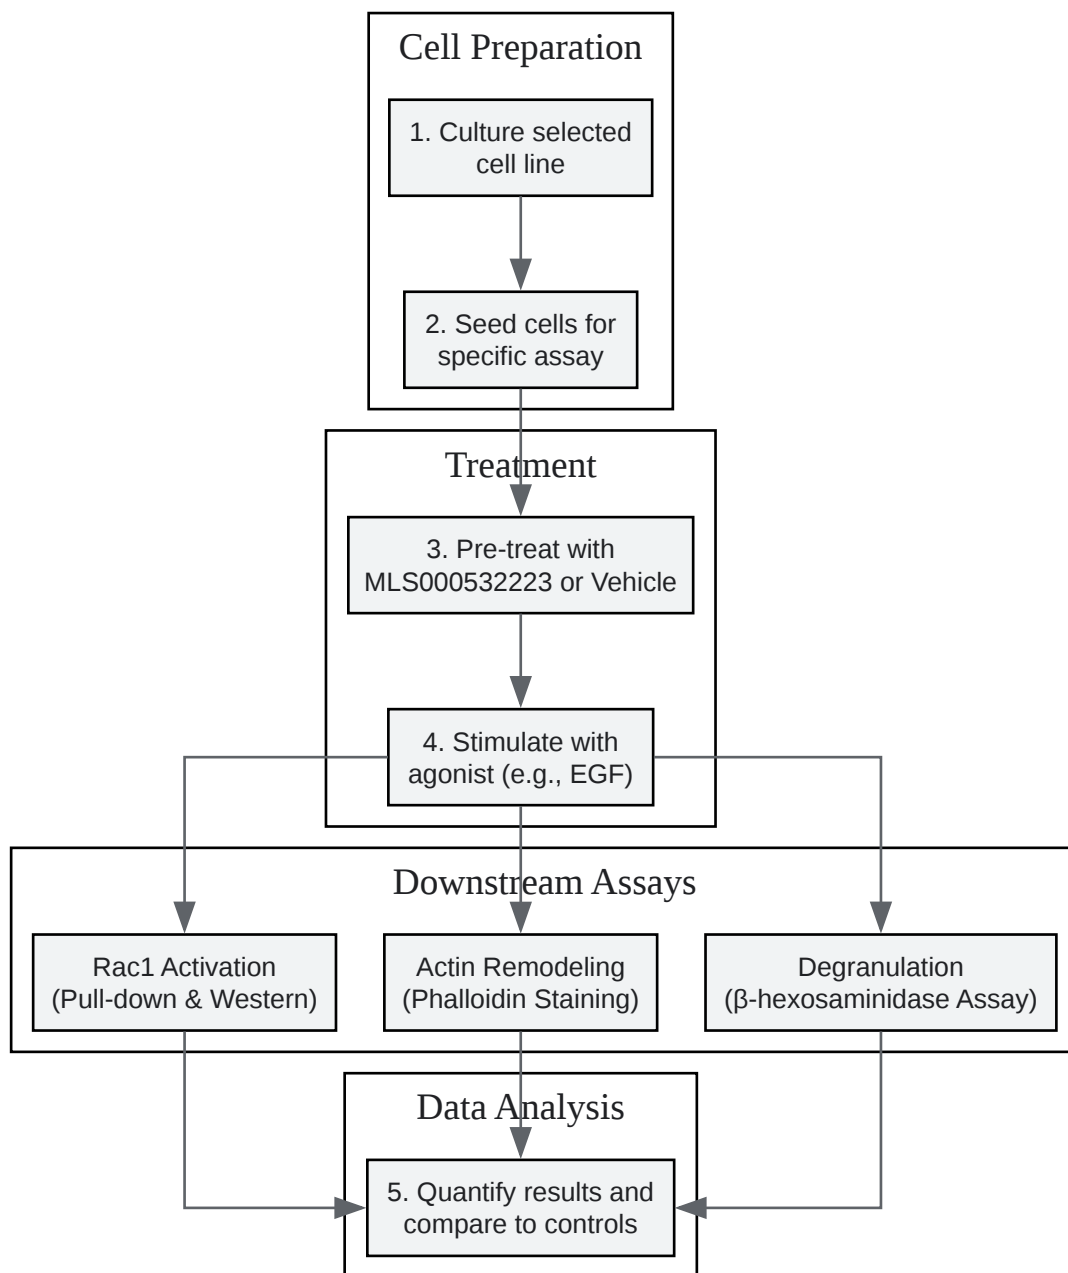 Cell Preparation
1. Culture selected
cell line
2. Seed cells for
specific assay
Treatment
3. Pre-treat with
MLS000532223 or Vehicle
4. Stimulate with
agonist (e.g., EGF)
Downstream Assays
Rac1 Activation
(Pull-down & Western)
Actin Remodeling
(Phalloidin Staining)
Degranulation
(β-hexosaminidase Assay)
Data Analysis
5. Quantify results and
compare to controls